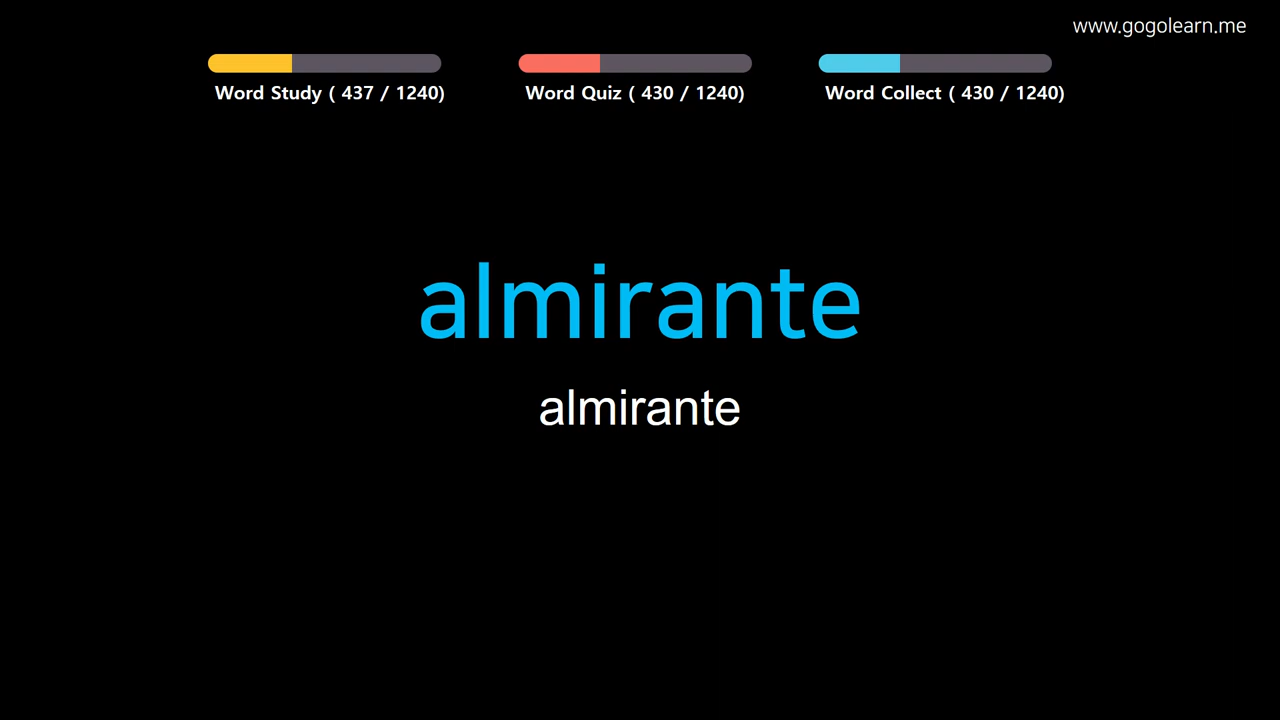 www.gogolearn.me
Word Study ( 437 / 1240)
Word Quiz ( 430 / 1240)
Word Collect ( 430 / 1240)
almirante
almirante